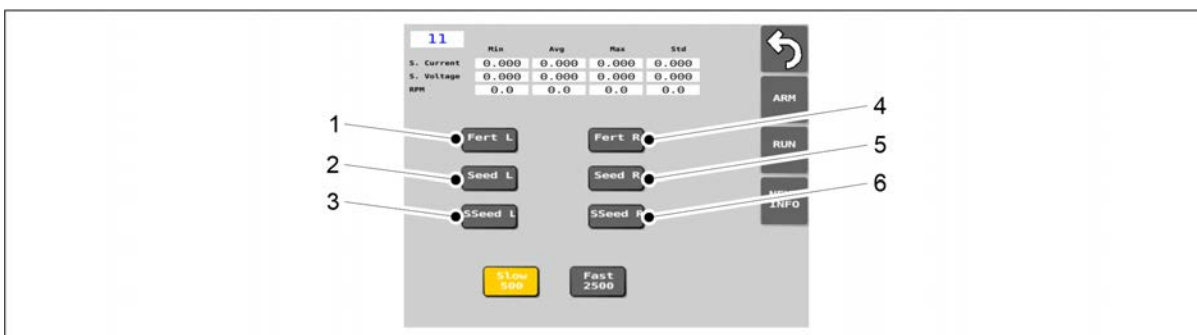 11
Min Avg Max Std
S. Current 0.000 0.000 0.000 0.000
S. Voltage 0.000 0.000 0.000 0.000
RPM 0.0 0.0 0.0 0.0
ARM
1 Fert L Fert R 4
RUN
2 Seed L Seed R 5
3 SSeed L SSeed R 6
INFO
Slow Fast
500 2500